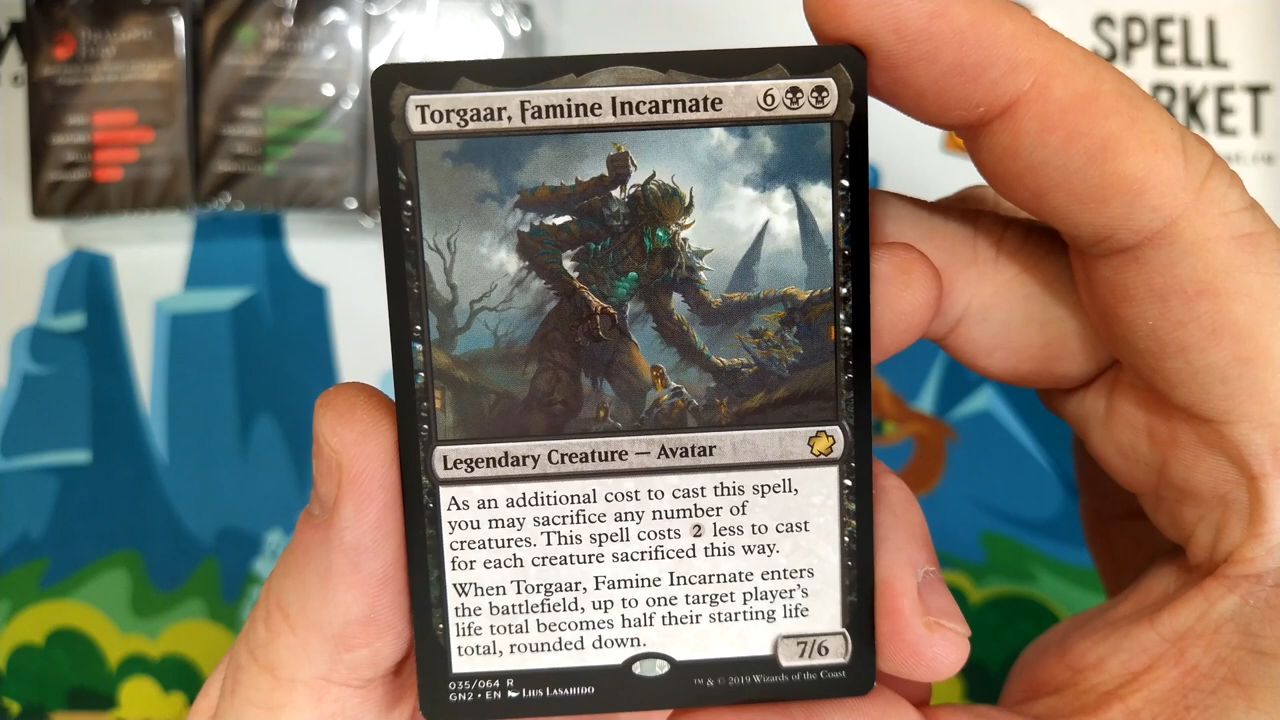 SPELL
RKET
Torgaar, Famine Incarnate 6
Legendary Creature — Avatar
As an additional cost to cast this spell,
you may sacrifice any number of
creatures. This spell costs 2 less to cast
for each creature sacrificed this way.
When Torgaar, Famine Incarnate enters
the battlefield, up to one target player's
life total becomes half their starting life
total, rounded down.
7/6
035/064 R
GN2 • EN Lius Lasahido
™ & © 2019 Wizards of the Coast